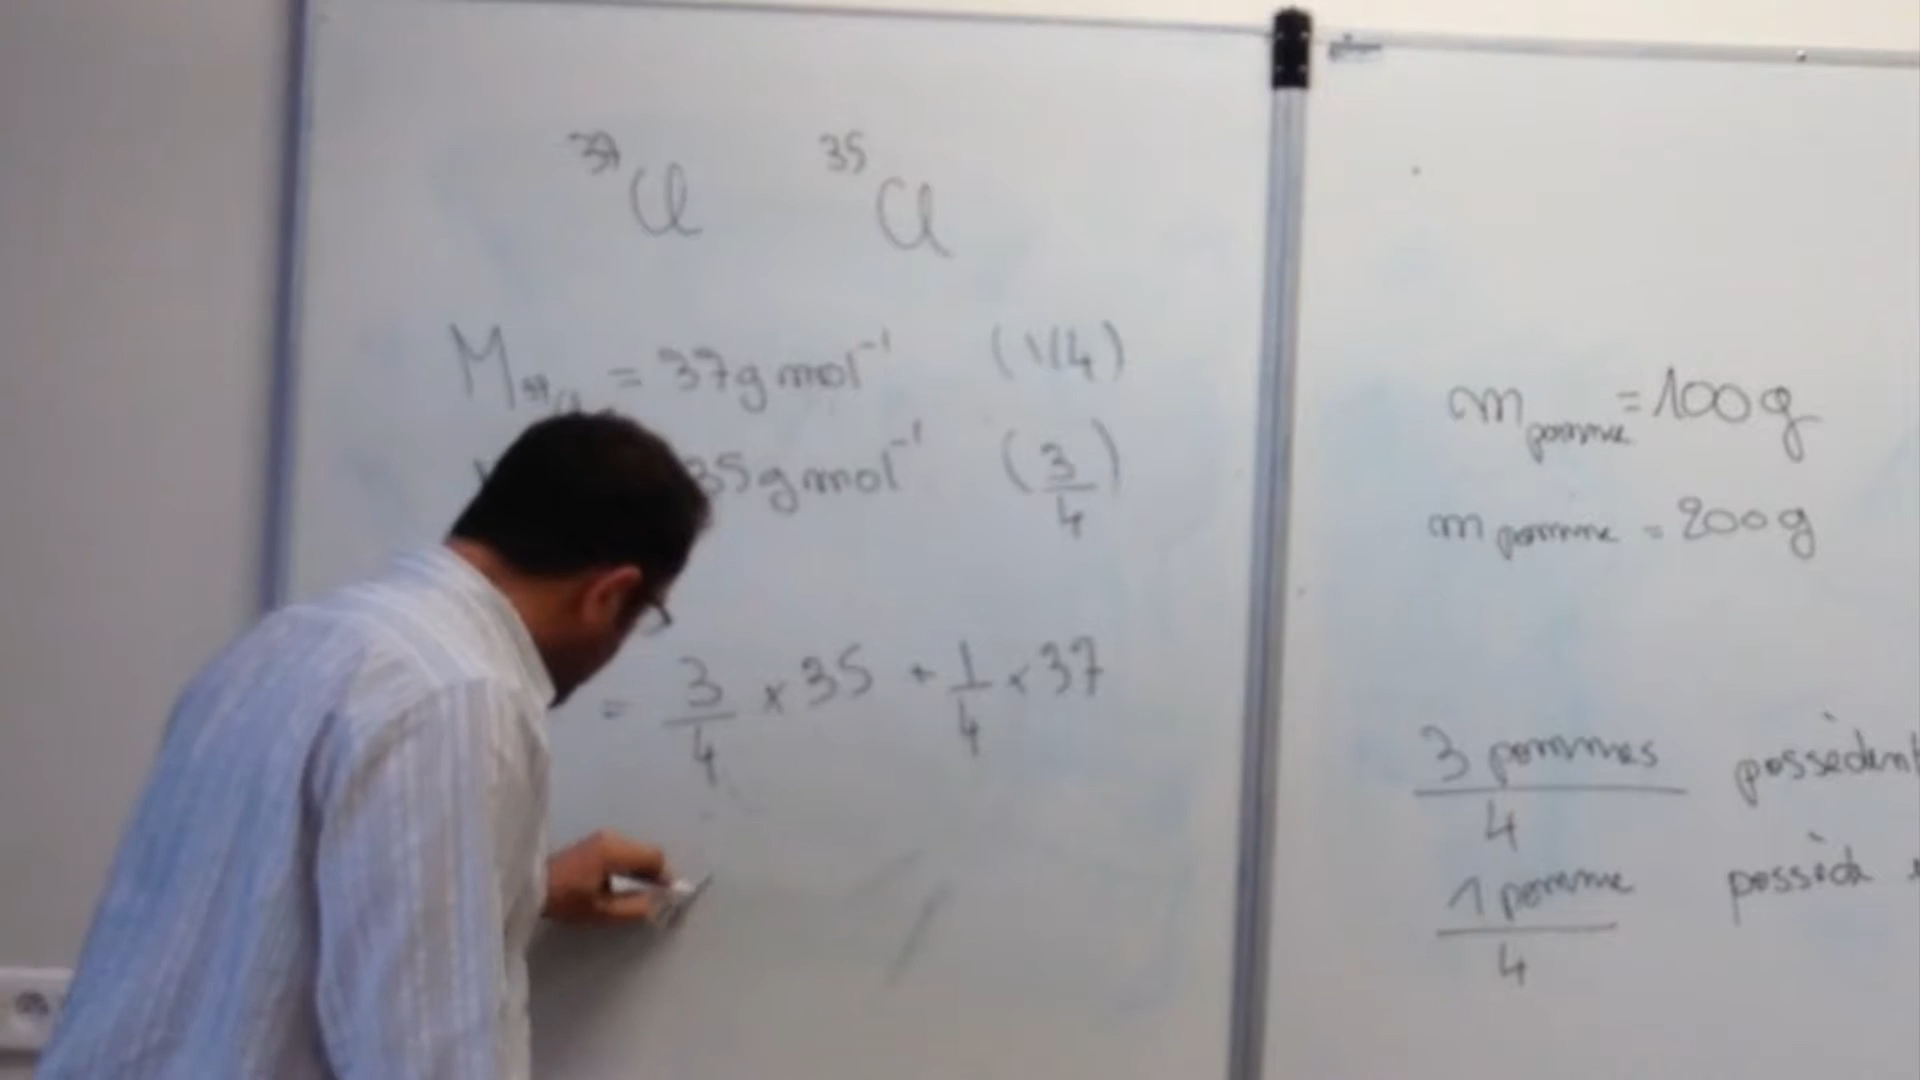 ³⁷Cl ³⁵Cl
M ³⁷Cl = 37 g mol⁻¹ (1/4)
35 g mol⁻¹ (3/4)
= 3/4 × 35 + 1/4 × 37
m pomme = 100 g
m pomme = 200 g
3 pommes / 4 possèdent
1 pomme / 4 possède